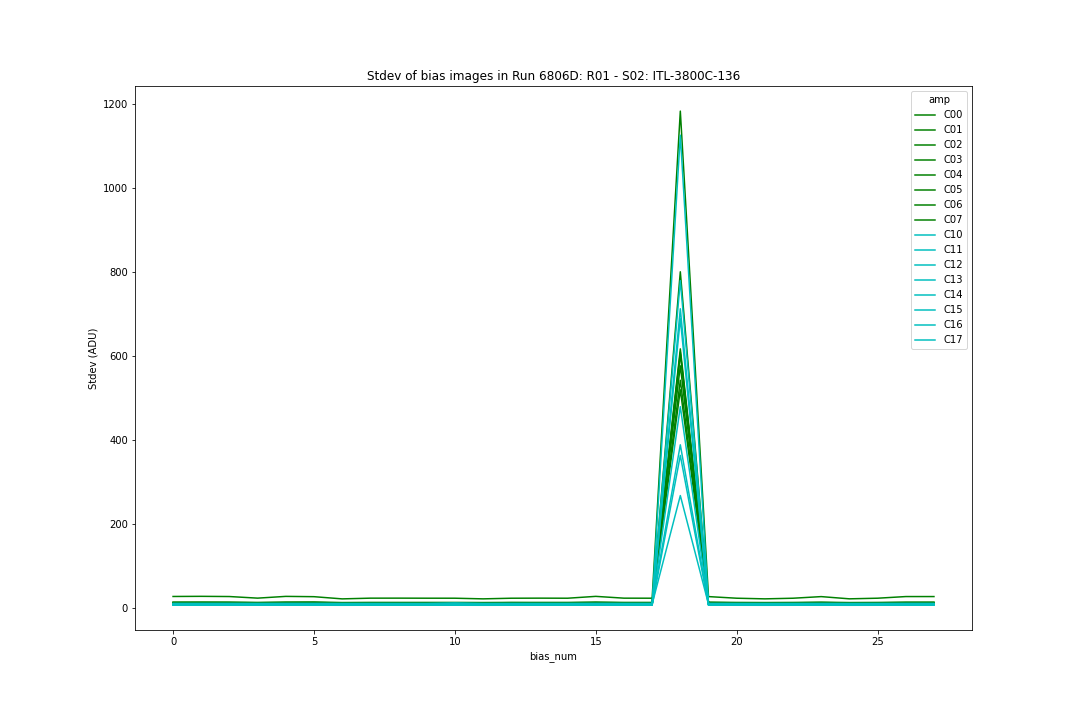 Stdev of bias images in Run 6806D: R01 - S02: ITL-3800C-136
amp
C00
C01
C02
C03
C04
C05
C06
C07
C10
C11
C12
C13
C14
C15
C16
C17
Stdev (ADU)
1200
1000
800
600
400
200
0
0 5 10 15 20 25
bias_num